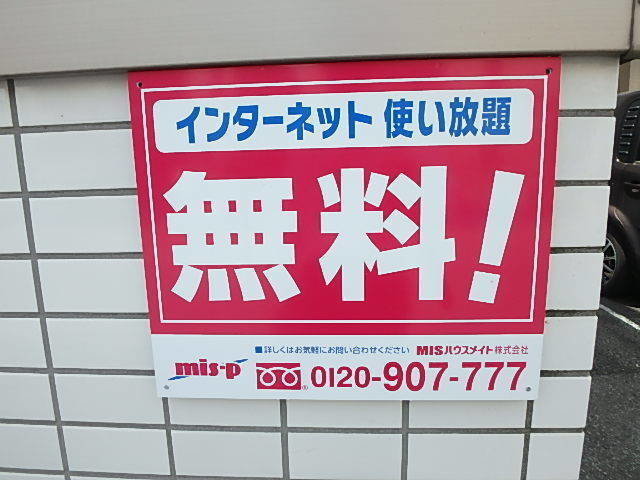 インターネット 使い放題
無料!
■詳しくはお気軽にお問い合わせください MISハウスメイト株式会社
mis-p 0120-907-777